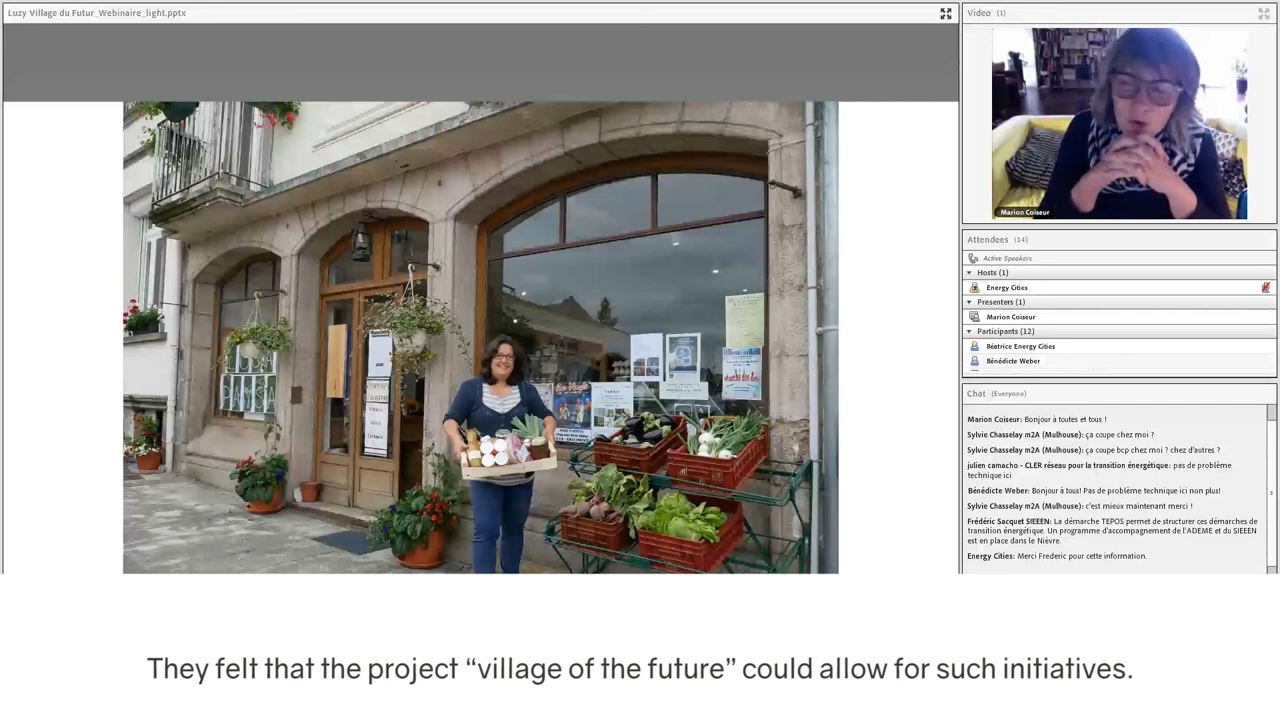 Luzy Village du Futur_Webinaire_light.pptx
Video (1)
Marion Coiseur
Attendees (14)
Active Speakers
Hosts (1)
Energy Cities
Presenters (1)
Marion Coiseur
Participants (12)
Béatrice Energy Cities
Bénédicte Weber
Chat (Everyone)
Marion Coiseur: Bonjour à toutes et tous !
Sylvie Chasselay m2A (Mulhouse): ça coupe chez moi ?
Sylvie Chasselay m2A (Mulhouse): ça coupe bcp chez moi ? chez d'autres ?
julien camacho - CLER réseau pour la transition énergétique: pas de problème
technique ici
Bénédicte Weber: Bonjour à tous! Pas de problème technique ici non plus!
Sylvie Chasselay m2A (Mulhouse): c'est mieux maintenant merci !
Frédéric Sacquet SIEEEN: La démarche TEPOS permet de structurer ces démarches de
transition énergétique. Un programme d'accompagnement de l'ADEME et du SIEEEN
est en place dans le Nièvre.
Energy Cities: Merci Frederic pour cette information.
They felt that the project “village of the future” could allow for such initiatives.